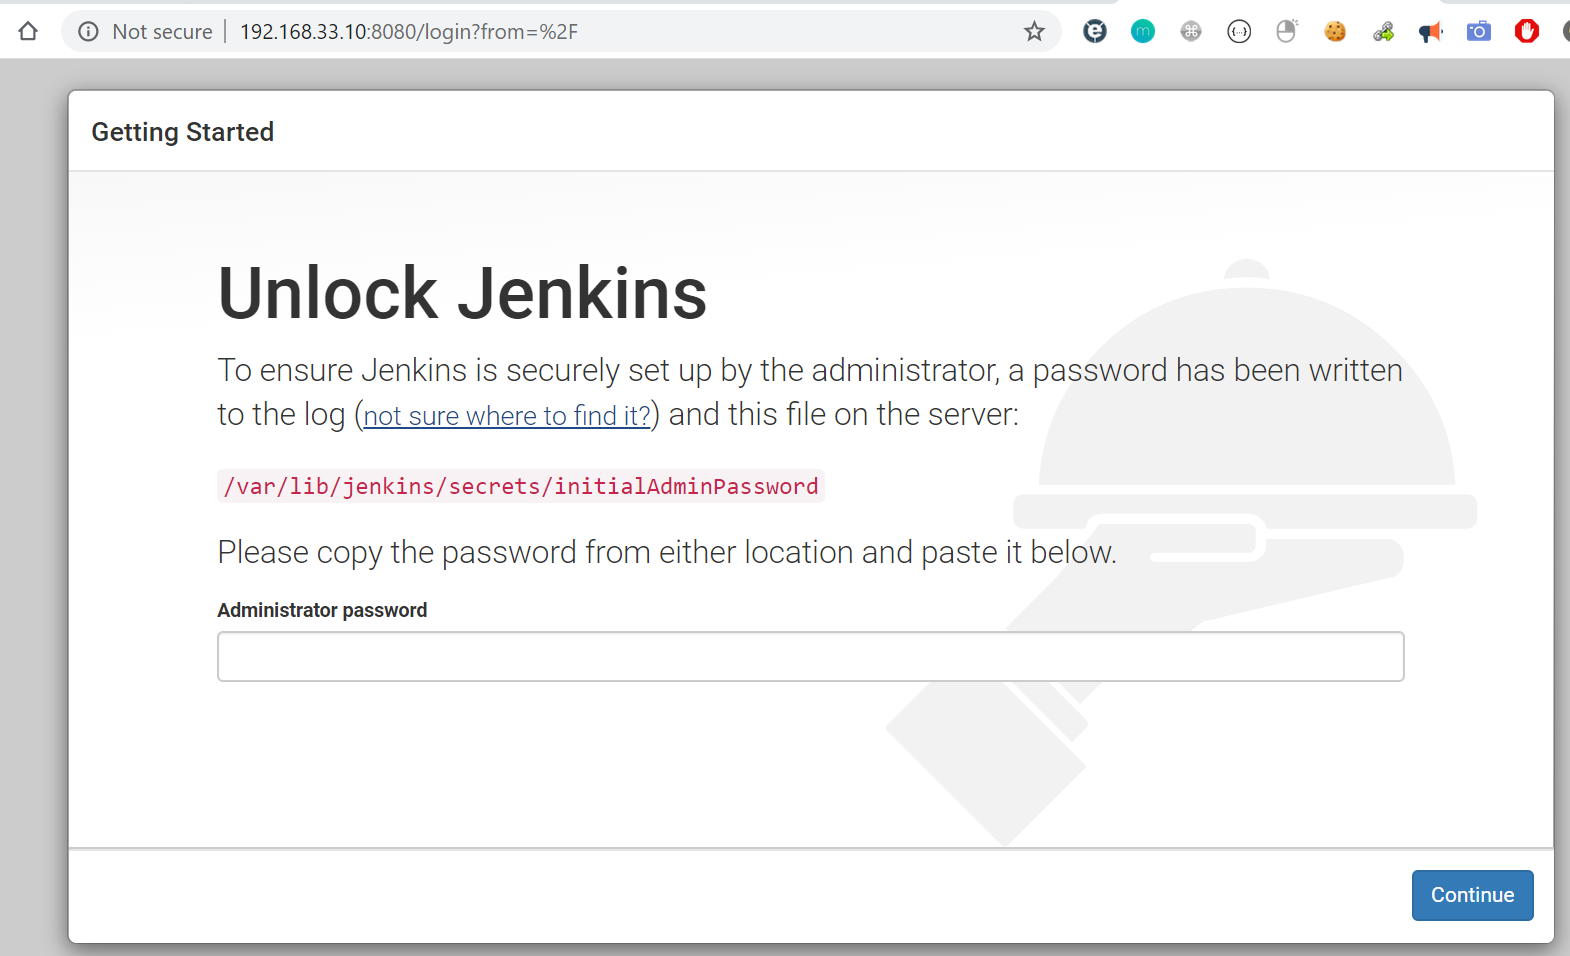 Not secure | 192.168.33.10:8080/login?from=%2F
Getting Started
Unlock Jenkins
To ensure Jenkins is securely set up by the administrator, a password has been written
to the log (not sure where to find it?) and this file on the server:
/var/lib/jenkins/secrets/initialAdminPassword
Please copy the password from either location and paste it below.
Administrator password
Continue